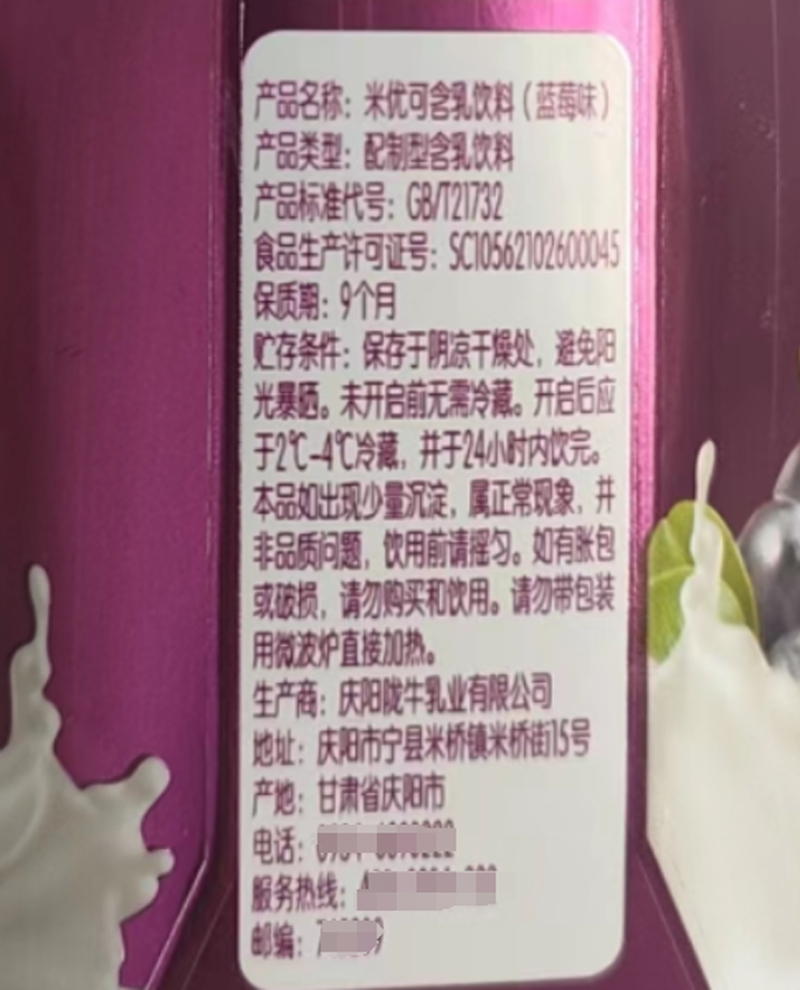 产品名称：米优可含乳饮料（蓝莓味）
产品类型：配制型含乳饮料
产品标准代号：GB/T21732
食品生产许可证号：SC10562102600045
保质期：9个月
贮存条件：保存于阴凉干燥处，避免阳
光暴晒。未开启前无需冷藏。开启后应
于2℃-4℃冷藏，并于24小时内饮完。
本品如出现少量沉淀，属正常现象，并
非品质问题，饮用前请摇匀。如有胀包
或破损，请勿购买和饮用。请勿带包装
用微波炉直接加热。
生产商：庆阳陇牛乳业有限公司
地址：庆阳市宁县米桥镇米桥街15号
产地：甘肃省庆阳市
电话：
服务热线：
邮编：